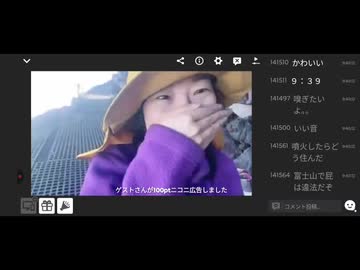 141510 かわいい
141511 9：39
141497 嗅ぎたい
141500 いい音
141561 噴火したらど
う住んだ
141564 富士山で屁
は違法だぞ
ゲストさんが100ptニコニ広告しました
コメント投稿...